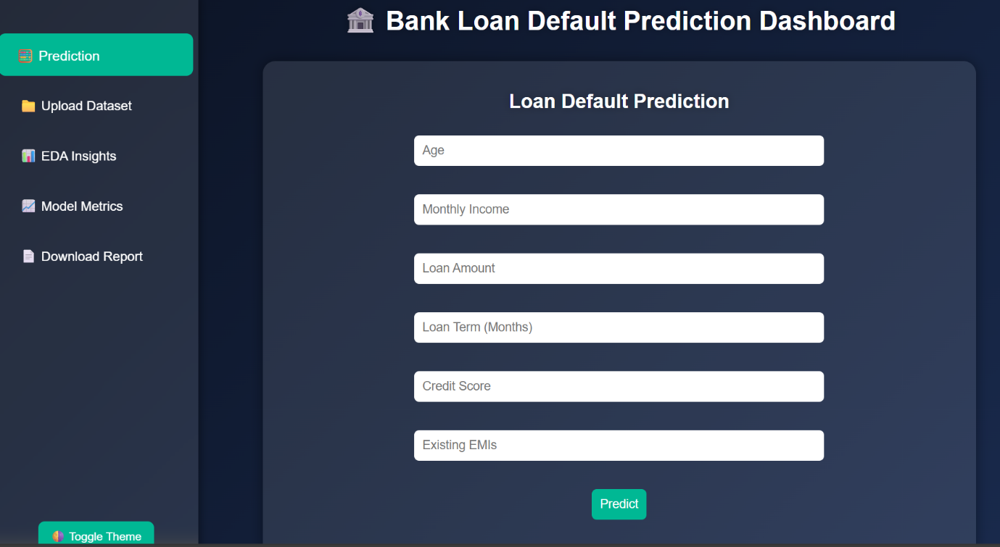 Bank Loan Default Prediction Dashboard
Prediction
Upload Dataset
EDA Insights
Model Metrics
Download Report
Toggle Theme
Loan Default Prediction
Age
Monthly Income
Loan Amount
Loan Term (Months)
Credit Score
Existing EMIs
Predict